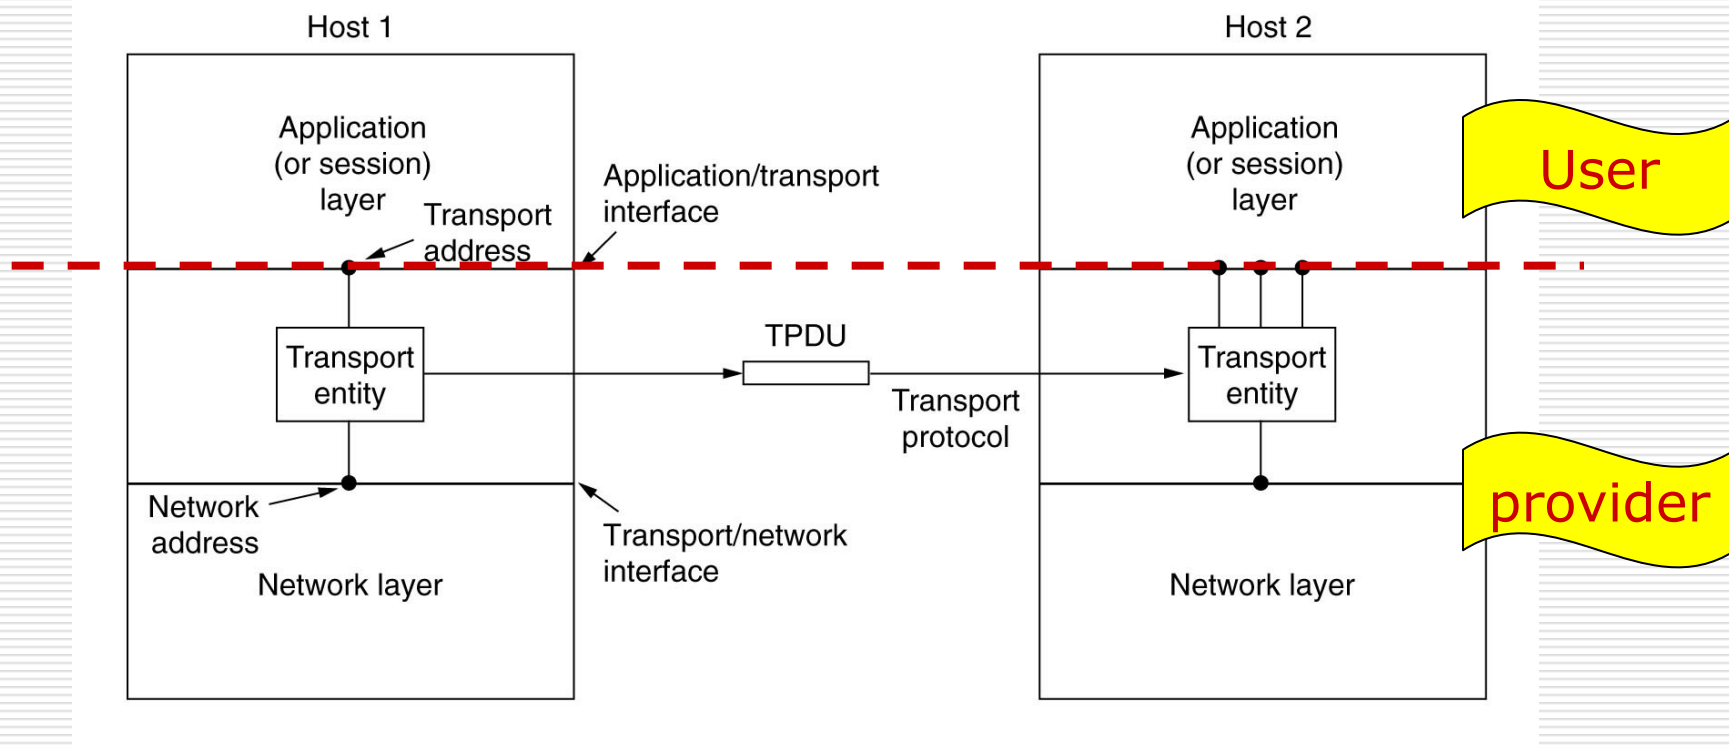 Host 1
Host 2
Application
(or session)
layer
Transport
address
Application/transport
interface
Application
(or session)
layer
User
Transport
entity
TPDU
Transport
protocol
Transport
entity
Network
address
Transport/network
interface
provider
Network layer
Network layer